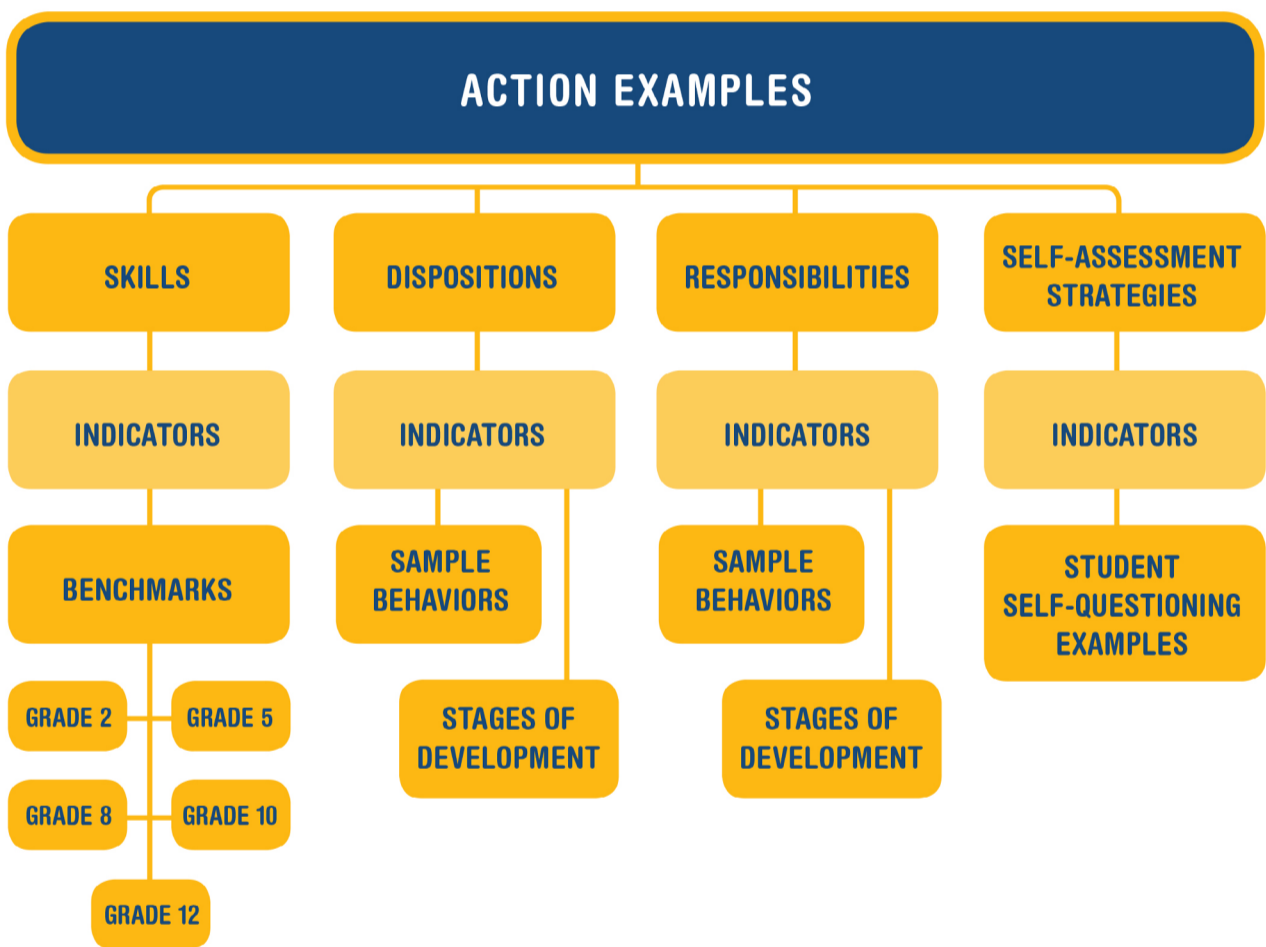 ACTION EXAMPLES
SKILLS
DISPOSITIONS
RESPONSIBILITIES
SELF-ASSESSMENT
STRATEGIES
INDICATORS
INDICATORS
INDICATORS
INDICATORS
BENCHMARKS
SAMPLE
BEHAVIORS
SAMPLE
BEHAVIORS
STUDENT
SELF-QUESTIONING
EXAMPLES
GRADE 2
GRADE 5
STAGES OF
DEVELOPMENT
STAGES OF
DEVELOPMENT
GRADE 8
GRADE 10
GRADE 12